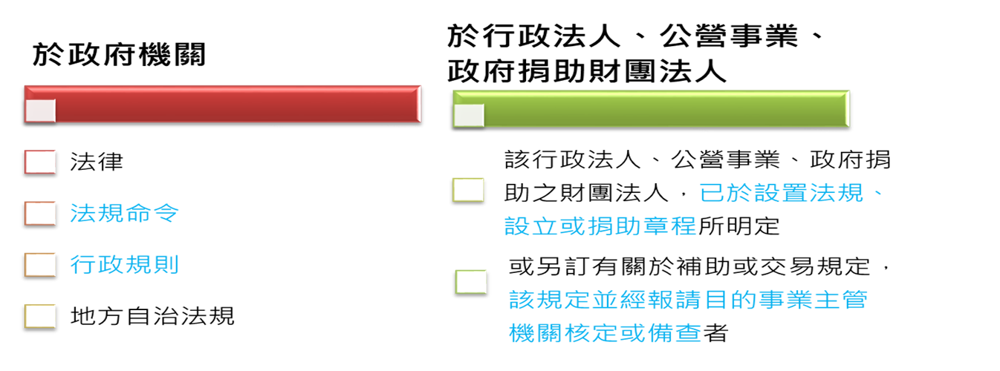 於政府機關
法律
法規命令
行政規則
地方自治法規
於行政法人、公營事業、
政府捐助財團法人
該行政法人、公營事業、政府捐
助之財團法人，已於設置法規、
設立或捐助章程所明定
或另訂有關於補助或交易規定，
該規定並經報請目的事業主管
機關核定或備查者